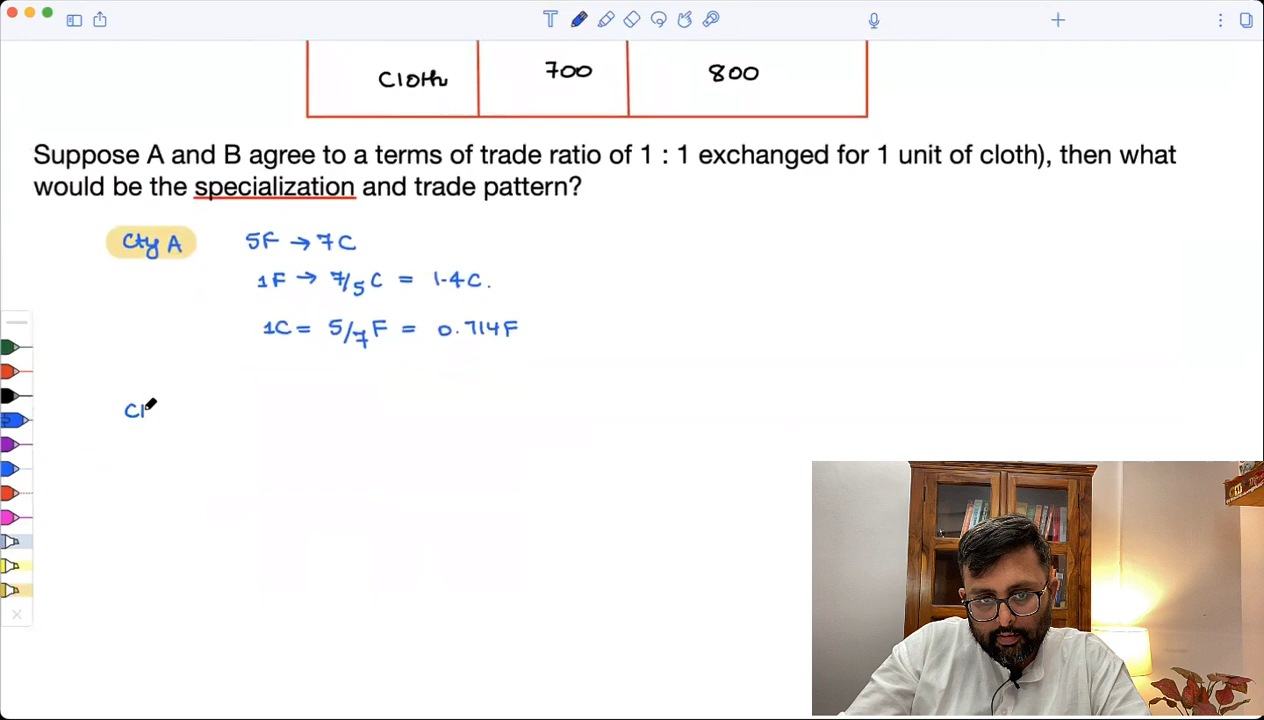 Cloth 700 800
Suppose A and B agree to a terms of trade ratio of 1 : 1 exchanged for 1 unit of cloth), then what
would be the specialization and trade pattern?
Cty A 5F → 7C
1F → 7/5 C = 1.4C.
1C = 5/7 F = 0.714F